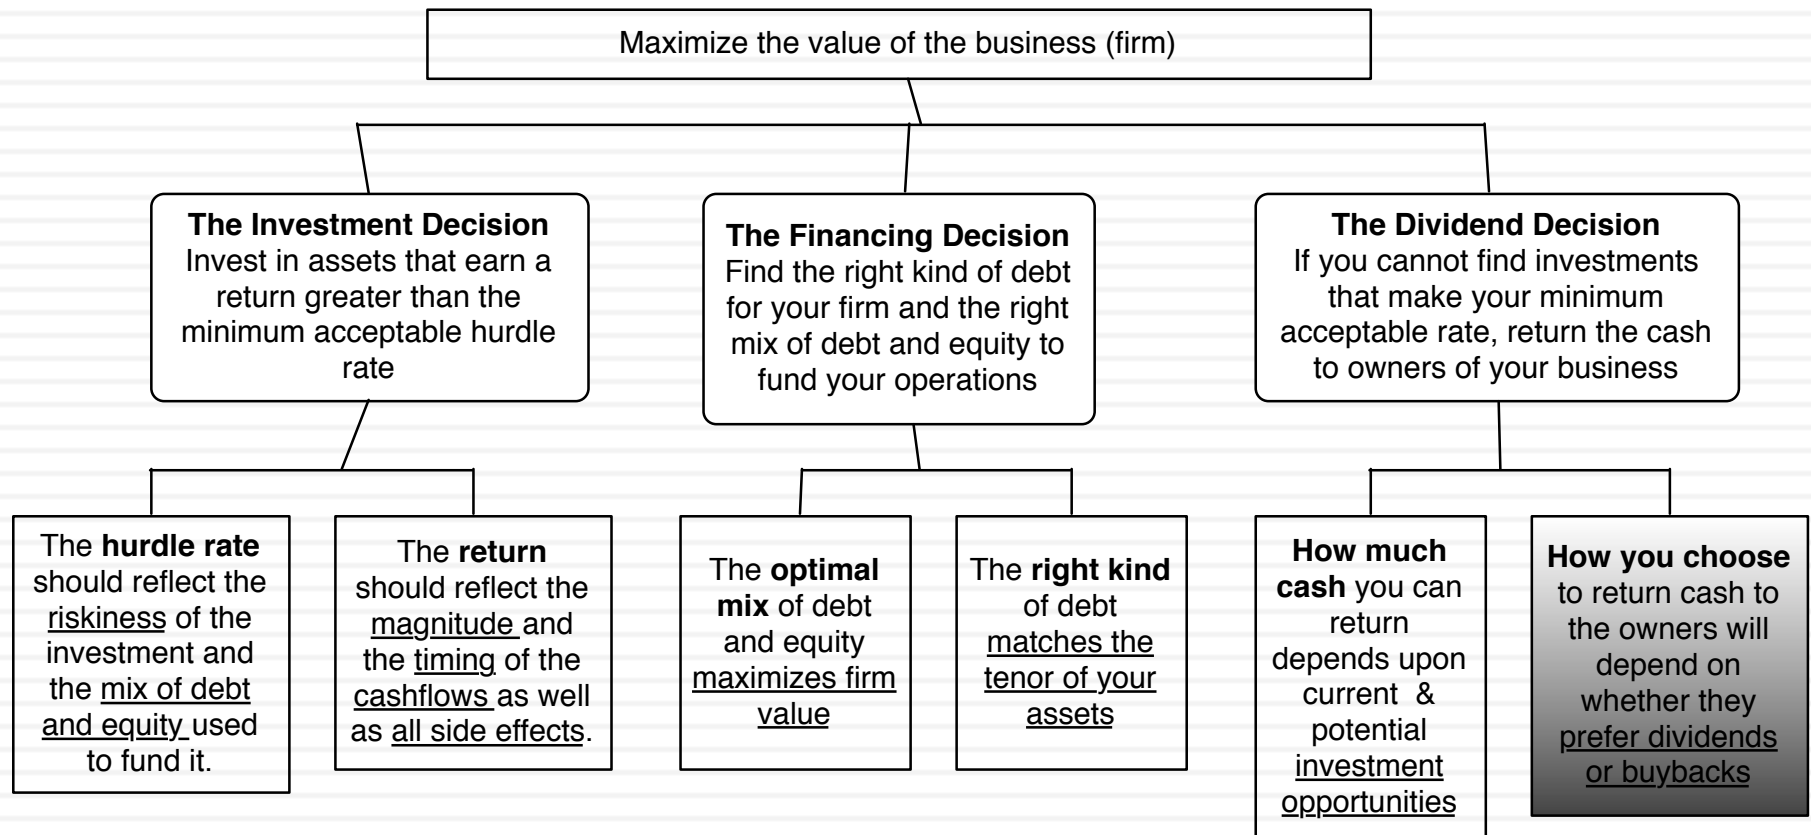 Maximize the value of the business (firm)
The Investment Decision
Invest in assets that earn a
return greater than the
minimum acceptable hurdle
rate
The Financing Decision
Find the right kind of debt
for your firm and the right
mix of debt and equity to
fund your operations
The Dividend Decision
If you cannot find investments
that make your minimum
acceptable rate, return the cash
to owners of your business
The hurdle rate
should reflect the
riskiness of the
investment and
the mix of debt
and equity used
to fund it.
The return
should reflect the
magnitude and
the timing of the
cashflows as well
as all side effects.
The optimal
mix of debt
and equity
maximizes firm
value
The right kind
of debt
matches the
tenor of your
assets
How much
cash you can
return
depends upon
current &
potential
investment
opportunities
How you choose
to return cash to
the owners will
depend on
whether they
prefer dividends
or buybacks